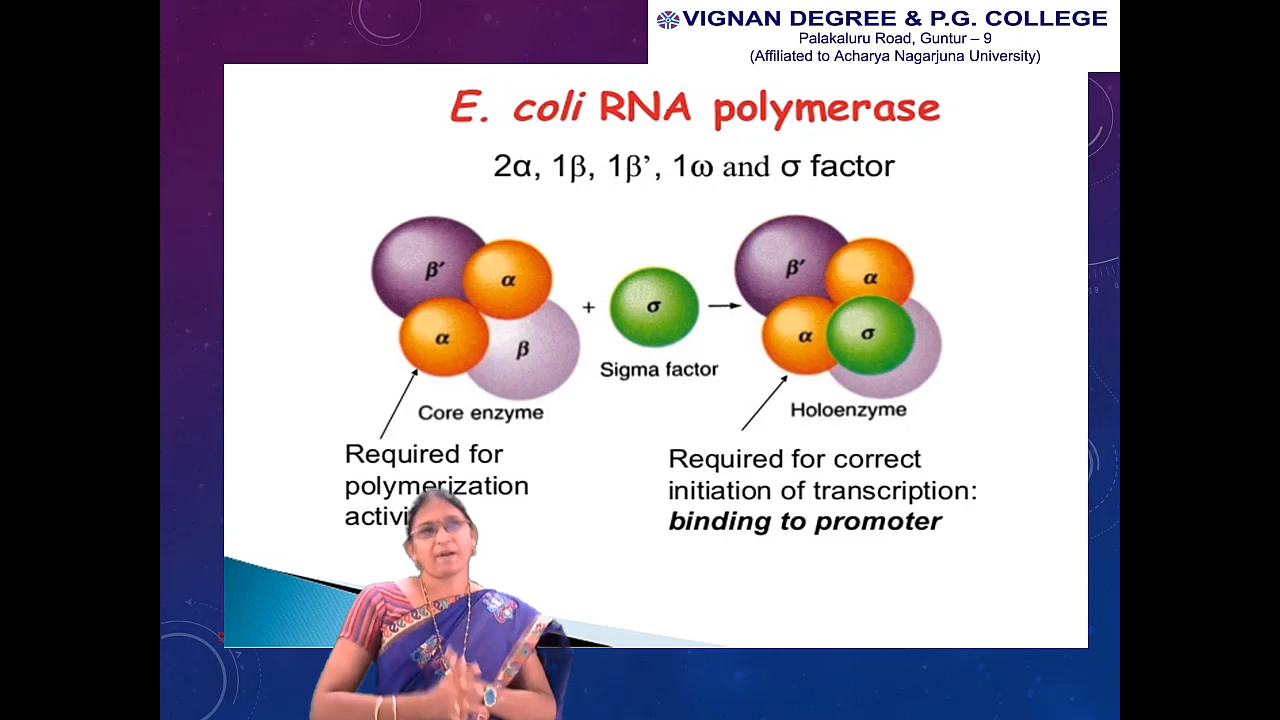 VIGNAN DEGREE & P.G. COLLEGE
Palakaluru Road, Guntur – 9
(Affiliated to Acharya Nagarjuna University)
E. coli RNA polymerase
2α, 1β, 1β’, 1ω and σ factor
β′
α
α
β
Core enzyme
+
σ
Sigma factor
β′
α
α
σ
Holoenzyme
Required for
polymerization
Required for correct
initiation of transcription:
binding to promoter